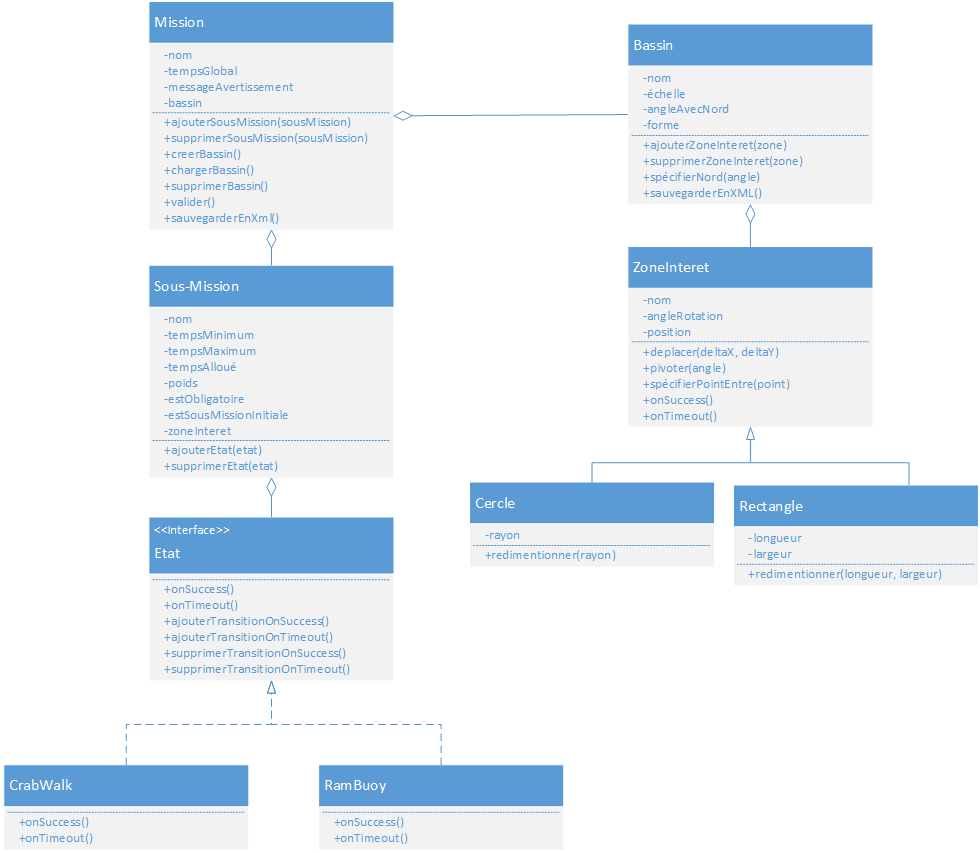 Mission
-nom
-tempsGlobal
-messageAvertissement
-bassin
+ajouterSousMission(sousMission)
+supprimerSousMission(sousMission)
+creerBassin()
+chargerBassin()
+supprimerBassin()
+valider()
+sauvegarderEnXml()
Bassin
-nom
-échelle
-angleAvecNord
-forme
+ajouterZoneInteret(zone)
+supprimerZoneInteret(zone)
+spécifierNord(angle)
+sauvegarderEnXML()
Sous-Mission
-nom
-tempsMinimum
-tempsMaximum
-tempsAlloué
-poids
-estObligatoire
-estSousMissionInitiale
-zoneInteret
+ajouterEtat(etat)
+supprimerEtat(etat)
ZoneInteret
-nom
-angleRotation
-position
+deplacer(deltaX, deltaY)
+pivoter(angle)
+spécifierPointEntre(point)
+onSuccess()
+onTimeout()
Cercle
-rayon
+redimentionner(rayon)
Rectangle
-longueur
-largeur
+redimentionner(longueur, largeur)
<<Interface>>
Etat
+onSuccess()
+onTimeout()
+ajouterTransitionOnSuccess()
+ajouterTransitionOnTimeout()
+supprimerTransitionOnSuccess()
+supprimerTransitionOnTimeout()
CrabWalk
+onSuccess()
+onTimeout()
RamBuoy
+onSuccess()
+onTimeout()